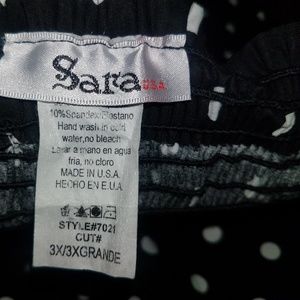 Sara U.S.A.
10%Spandex/Elastano
Hand wash in cold
water,no bleach
Lavar a mano en agua
fria, no cloro
MADE IN U.S.A.
HECHO EN E.U.A
STYLE#7021
CUT#
3X/3XGRANDE